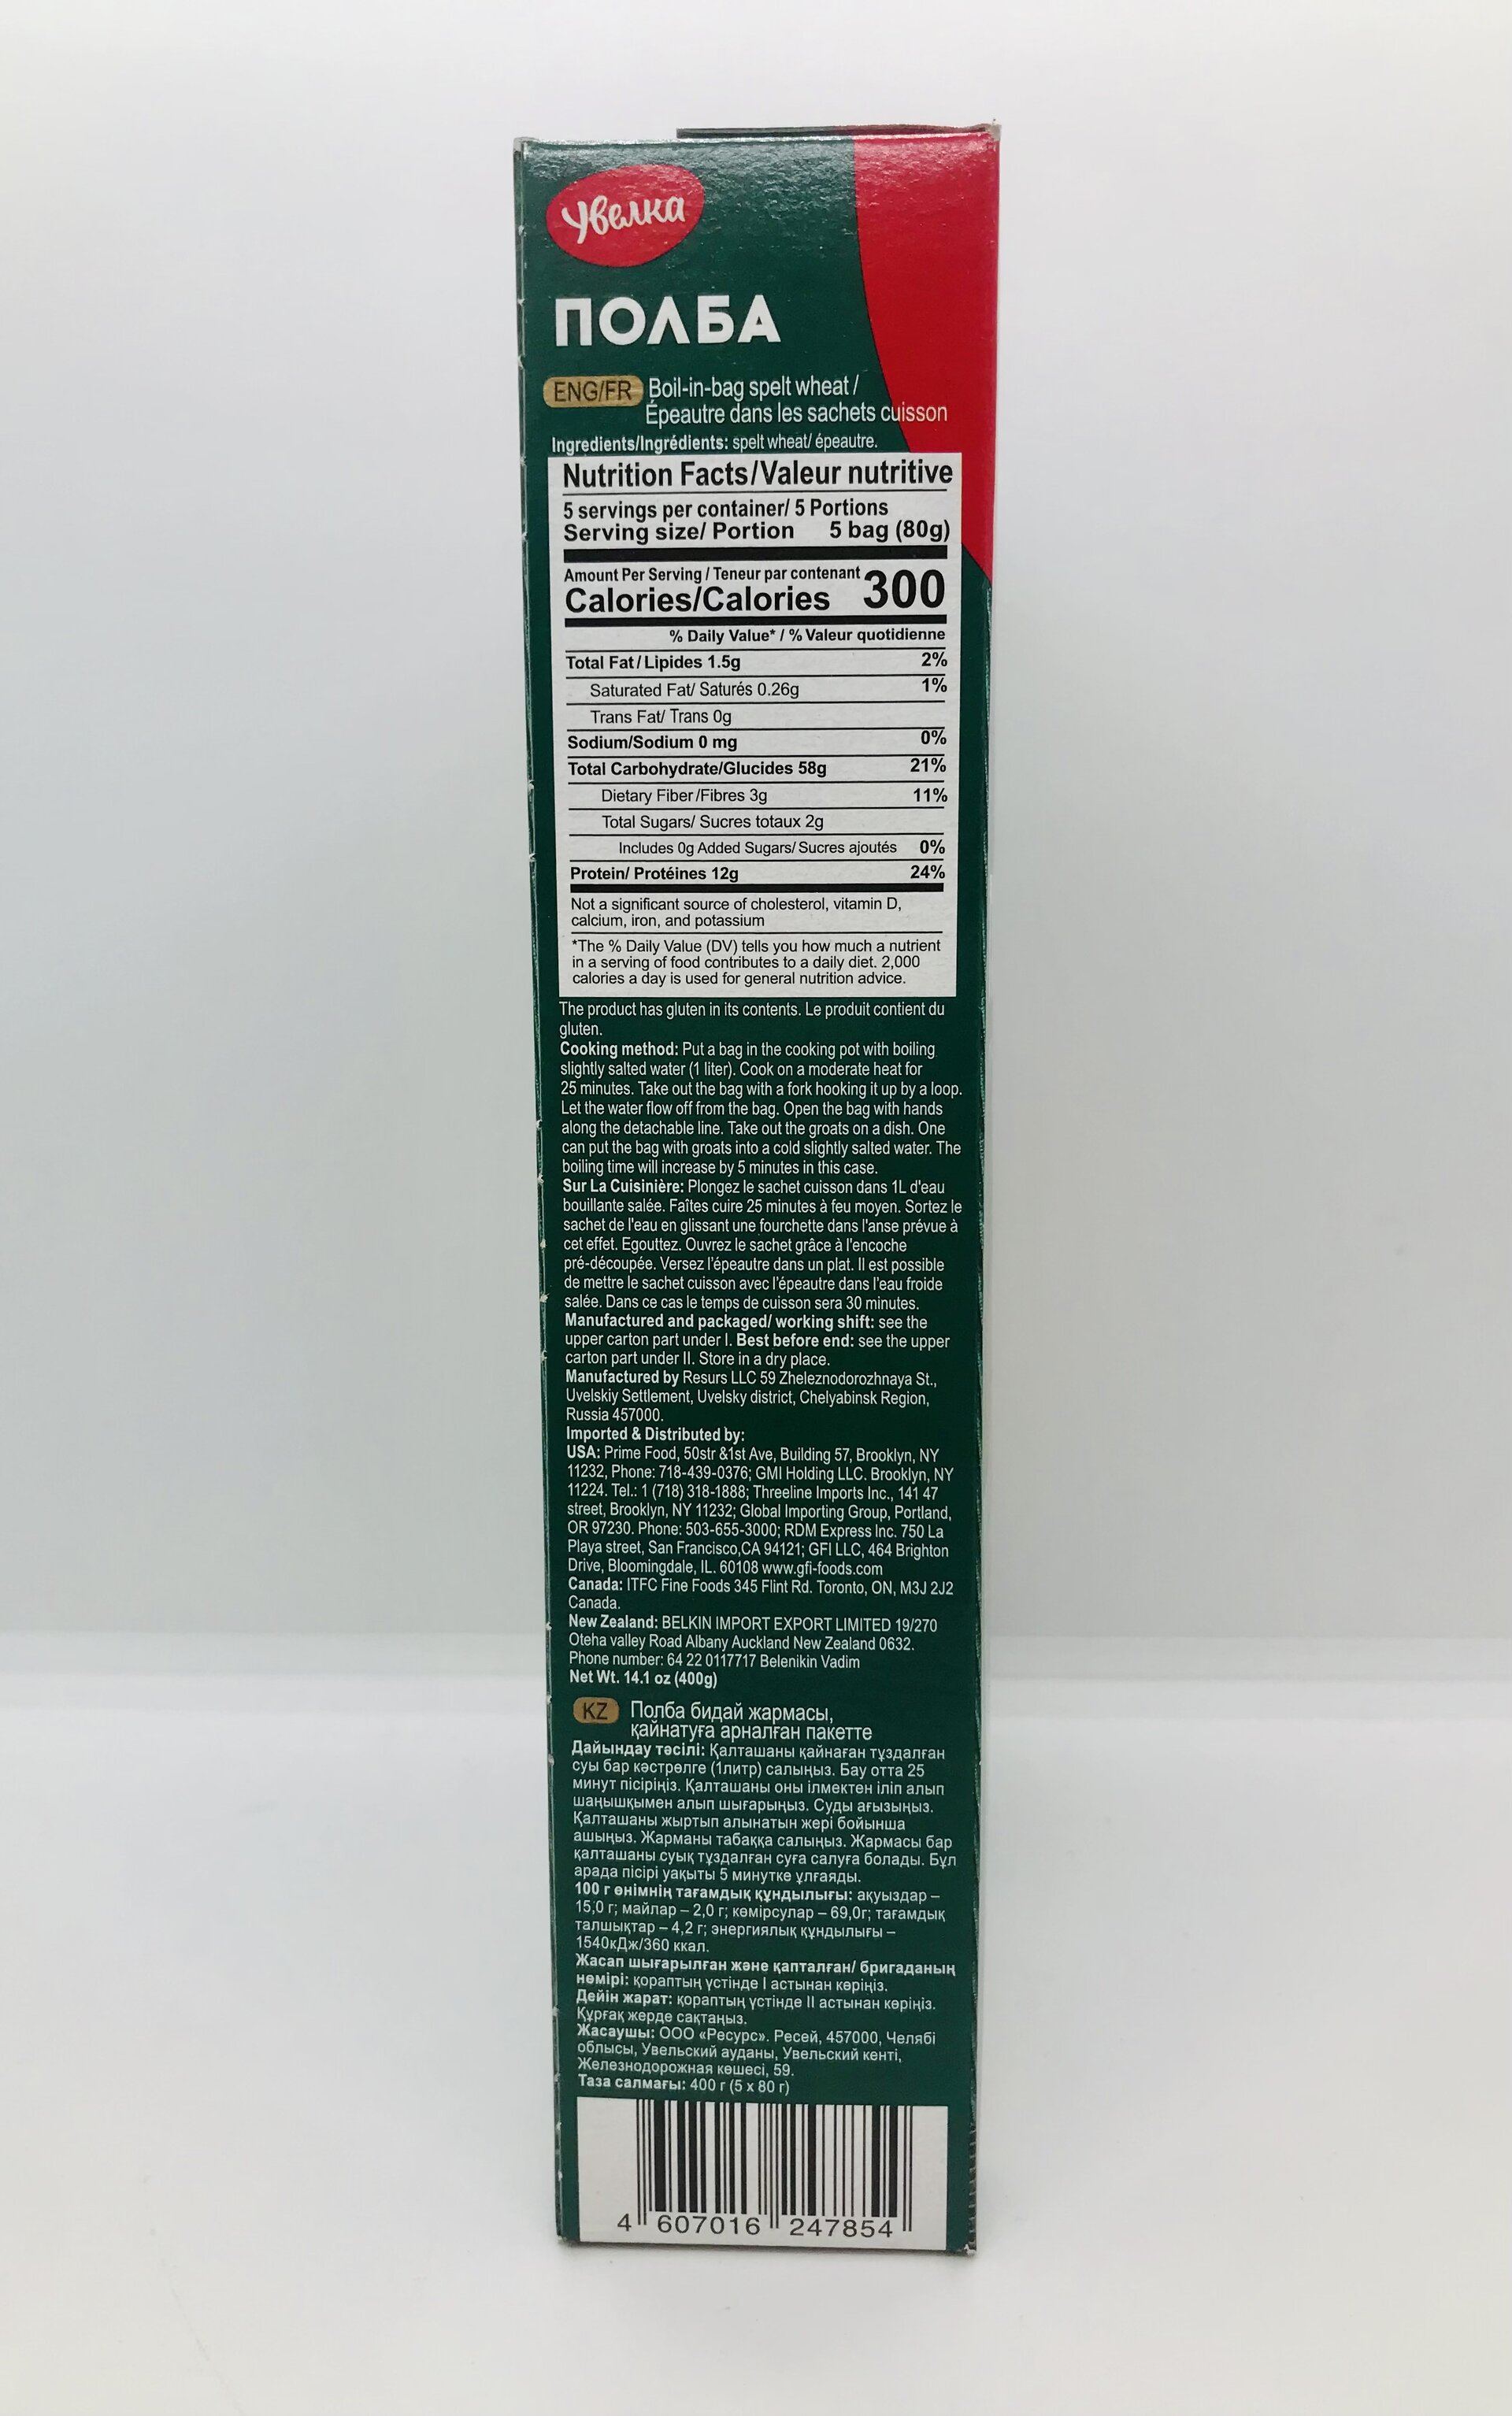 Увелка
ПОЛБА
ENG/FR Boil-in-bag spelt wheat /
Épeautre dans les sachets cuisson
Ingredients/Ingrédients: spelt wheat/ épeautre.
Nutrition Facts/Valeur nutritive
5 servings per container/ 5 Portions
Serving size/ Portion 5 bag (80g)
Amount Per Serving / Teneur par contenant
Calories/Calories 300
% Daily Value* / % Valeur quotidienne
Total Fat/ Lipides 1.5g 2%
Saturated Fat/ Saturés 0.26g 1%
Trans Fat/ Trans 0g
Sodium/Sodium 0 mg 0%
Total Carbohydrate/Glucides 58g 21%
Dietary Fiber/Fibres 3g 11%
Total Sugars/ Sucres totaux 2g
Includes 0g Added Sugars/ Sucres ajoutés 0%
Protein/ Protéines 12g 24%
Not a significant source of cholesterol, vitamin D,
calcium, iron, and potassium
*The % Daily Value (DV) tells you how much a nutrient
in a serving of food contributes to a daily diet. 2,000
calories a day is used for general nutrition advice.
The product has gluten in its contents. Le produit contient du
gluten.
Cooking method: Put a bag in the cooking pot with boiling
slightly salted water (1 liter). Cook on a moderate heat for
25 minutes. Take out the bag with a fork hooking it up by a loop.
Let the water flow off from the bag. Open the bag with hands
along the detachable line. Take out the groats on a dish. One
can put the bag with groats into a cold slightly salted water. The
boiling time will increase by 5 minutes in this case.
Sur La Cuisinière: Plongez le sachet cuisson dans 1L d'eau
bouillante salée. Faîtes cuire 25 minutes à feu moyen. Sortez le
sachet de l'eau en glissant une fourchette dans l'anse prévue à
cet effet. Egouttez. Ouvrez le sachet grâce à l'encoche
pré-découpée. Versez l'épeautre dans un plat. Il est possible
de mettre le sachet cuisson avec l'épeautre dans l'eau froide
salée. Dans ce cas le temps de cuisson sera 30 minutes.
Manufactured and packaged/ working shift: see the
upper carton part under I. Best before end: see the upper
carton part under II. Store in a dry place.
Manufactured by Resurs LLC 59 Zheleznodorozhnaya St.,
Uvelskiy Settlement, Uvelsky district, Chelyabinsk Region,
Russia 457000.
Imported & Distributed by:
USA: Prime Food, 50str &1st Ave, Building 57, Brooklyn, NY
11232, Phone: 718-439-0376; GMI Holding LLC. Brooklyn, NY
11224. Tel.: 1 (718) 318-1888; Threeline Imports Inc., 141 47
street, Brooklyn, NY 11232; Global Importing Group, Portland,
OR 97230. Phone: 503-655-3000; RDM Express Inc. 750 La
Playa street, San Francisco,CA 94121; GFI LLC, 464 Brighton
Drive, Bloomingdale, IL. 60108 www.gfi-foods.com
Canada: ITFC Fine Foods 345 Flint Rd. Toronto, ON, M3J 2J2
Canada.
New Zealand: BELKIN IMPORT EXPORT LIMITED 19/270
Oteha valley Road Albany Auckland New Zealand 0632.
Phone number: 64 22 0117717 Belenikin Vadim
Net Wt. 14.1 oz (400g)
KZ Полба бидай жармасы,
қайнатуға арналған пакетте
Дайындау тәсілі: Қалташаны қайнаған тұздалған
суы бар кәстрөлге (1литр) салыңыз. Бау отта 25
минут пісіріңіз. Қалташаны оны ілмектен іліп алып
шаңышқымен алып шығарыңыз. Суды ағызыңыз.
Қалташаны жыртып алынатын жері бойынша
ашыңыз. Жарманы табаққа салыңыз. Жармасы бар
қалташаны суық тұздалған суға салуға болады. Бұл
арада пісірі уақыты 5 минутке ұлғаяды.
100 г өнімнің тағамдық құндылығы: ақуыздар –
15,0 г; майлар – 2,0 г; көмірсулар – 69,0г; тағамдық
талшықтар – 4,2 г; энергиялық құндылығы –
1540кДж/360 ккал.
Жасап шығарылған және қапталған/ бригаданың
нөмірі: қораптың үстінде I астынан көріңіз.
Дейін жарат: қораптың үстінде II астынан көріңіз.
Құрғақ жерде сақтаңыз.
Жасаушы: ООО «Ресурс». Ресей, 457000, Челябі
облысы, Увельский ауданы, Увельский кенті,
Железнодорожная көшесі, 59.
Таза салмағы: 400 г (5 х 80 г)
4 607016 247854